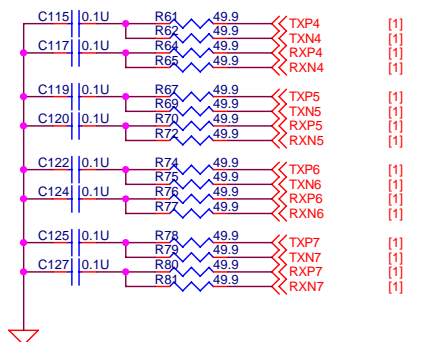 C115 0.1U R61 49.9 TXP4 [1]
R62 49.9 TXN4 [1]
C117 0.1U R64 49.9 RXP4 [1]
R65 49.9 RXN4 [1]
C119 0.1U R67 49.9 TXP5 [1]
R69 49.9 TXN5 [1]
C120 0.1U R70 49.9 RXP5 [1]
R72 49.9 RXN5 [1]
C122 0.1U R74 49.9 TXP6 [1]
R75 49.9 TXN6 [1]
C124 0.1U R76 49.9 RXP6 [1]
R77 49.9 RXN6 [1]
C125 0.1U R78 49.9 TXP7 [1]
R79 49.9 TXN7 [1]
C127 0.1U R80 49.9 RXP7 [1]
R81 49.9 RXN7 [1]